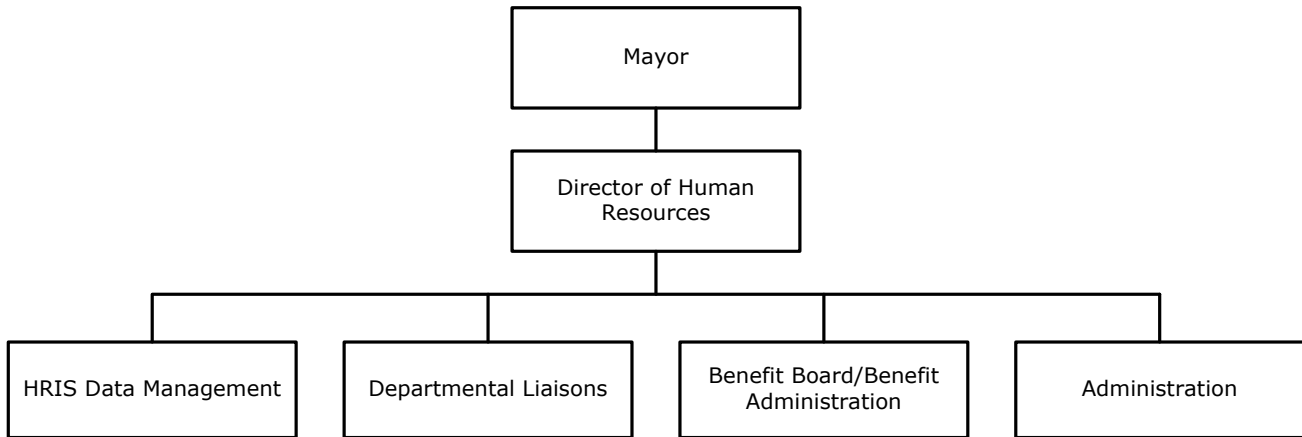 Mayor
Director of Human
Resources
HRIS Data Management
Departmental Liaisons
Benefit Board/Benefit
Administration
Administration